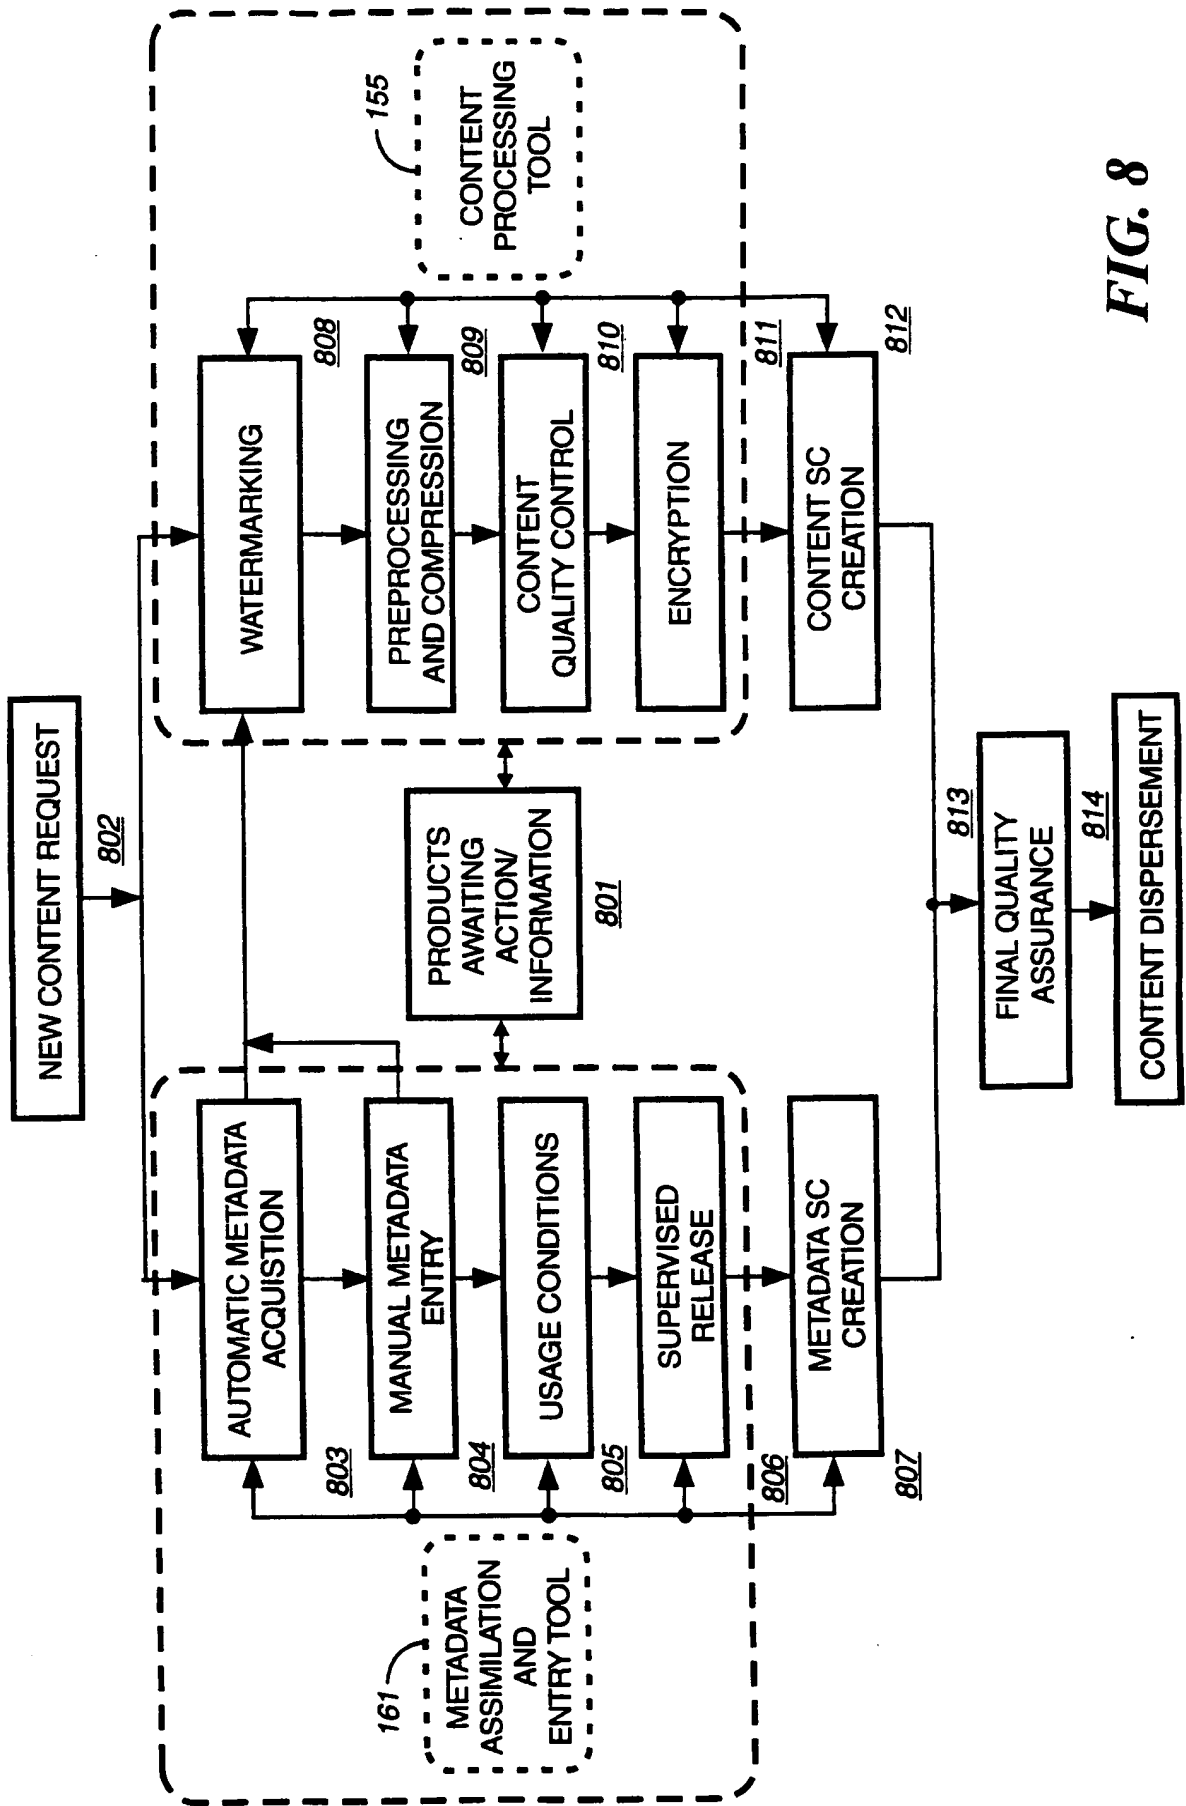 NEW CONTENT REQUEST
802
161
METADATA
ASSIMILATION
AND
ENTRY TOOL
AUTOMATIC METADATA
ACQUISTION
803
MANUAL METADATA
ENTRY
804
USAGE CONDITIONS
805
SUPERVISED
RELEASE
806
METADATA SC
CREATION
807
PRODUCTS
AWAITING
ACTION/
INFORMATION
801
WATERMARKING
808
PREPROCESSING
AND COMPRESSION
809
CONTENT
QUALITY CONTROL
810
ENCRYPTION
811
CONTENT SC
CREATION
812
155
CONTENT
PROCESSING
TOOL
813
FINAL QUALITY
ASSURANCE
814
CONTENT DISPERSEMENT
FIG. 8